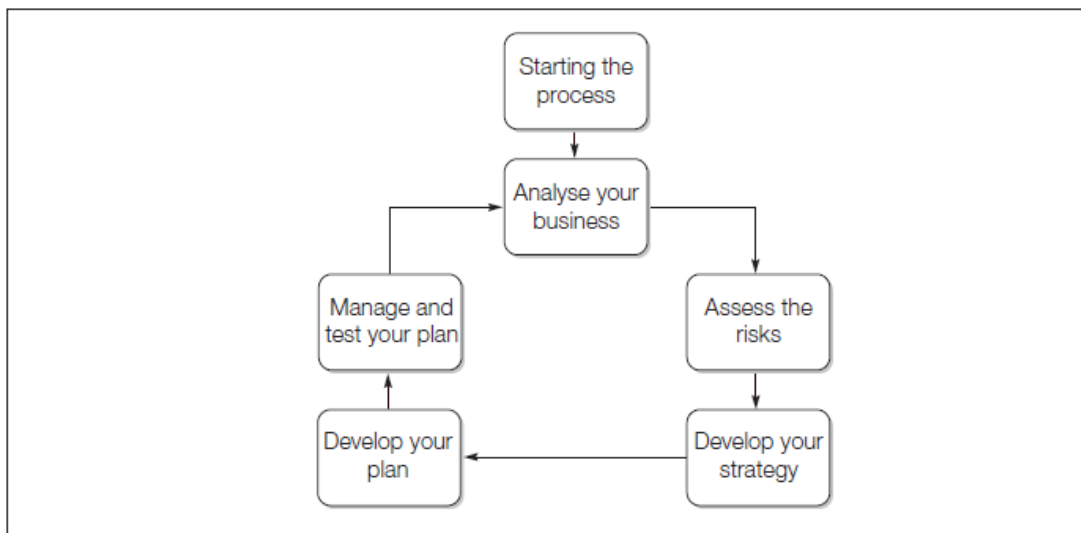 Starting the
process
Analyse your
business
Assess the
risks
Develop your
strategy
Develop your
plan
Manage and
test your plan